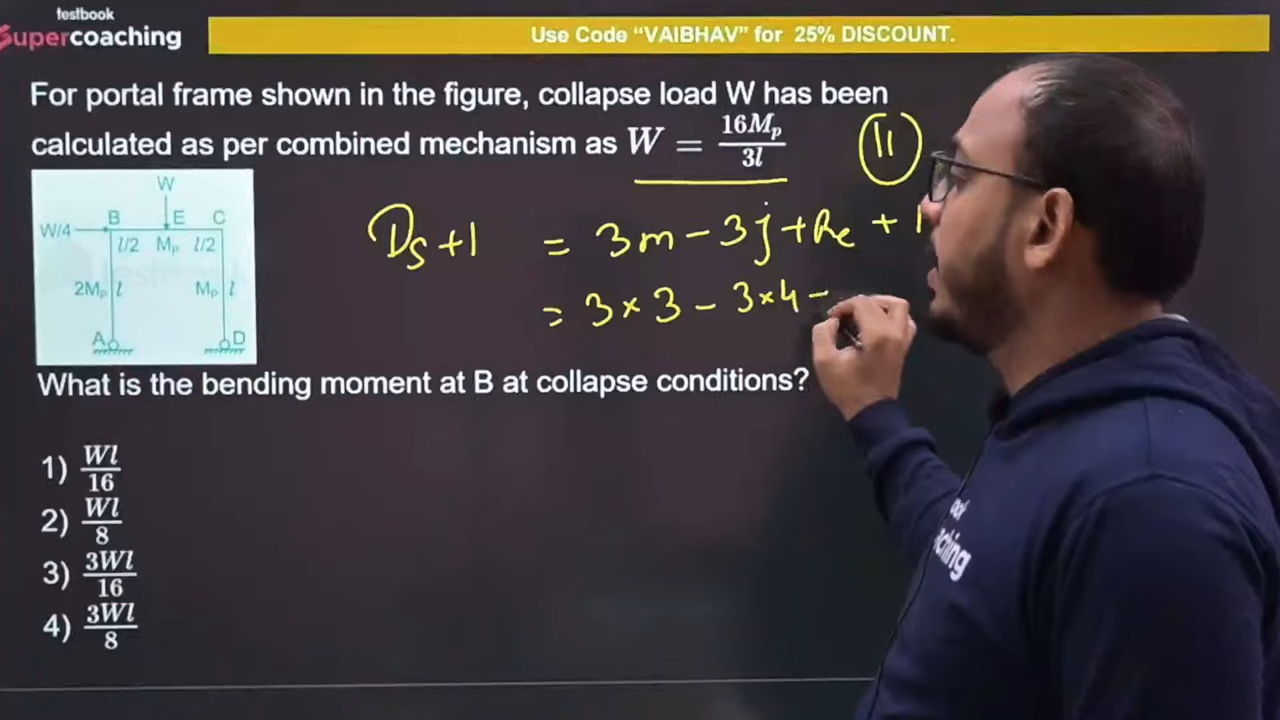 testbook
Supercoaching
Use Code “VAIBHAV” for 25% DISCOUNT.
For portal frame shown in the figure, collapse load W has been
calculated as per combined mechanism as W = 16Mp/3l
11
W
W/4 B E C
l/2 Mp l/2
2Mp l Mp l
A D
Ds+1 = 3m - 3j + Re + 1
= 3 × 3 - 3×4 -
What is the bending moment at B at collapse conditions?
1) Wl/16
2) Wl/8
3) 3Wl/16
4) 3Wl/8